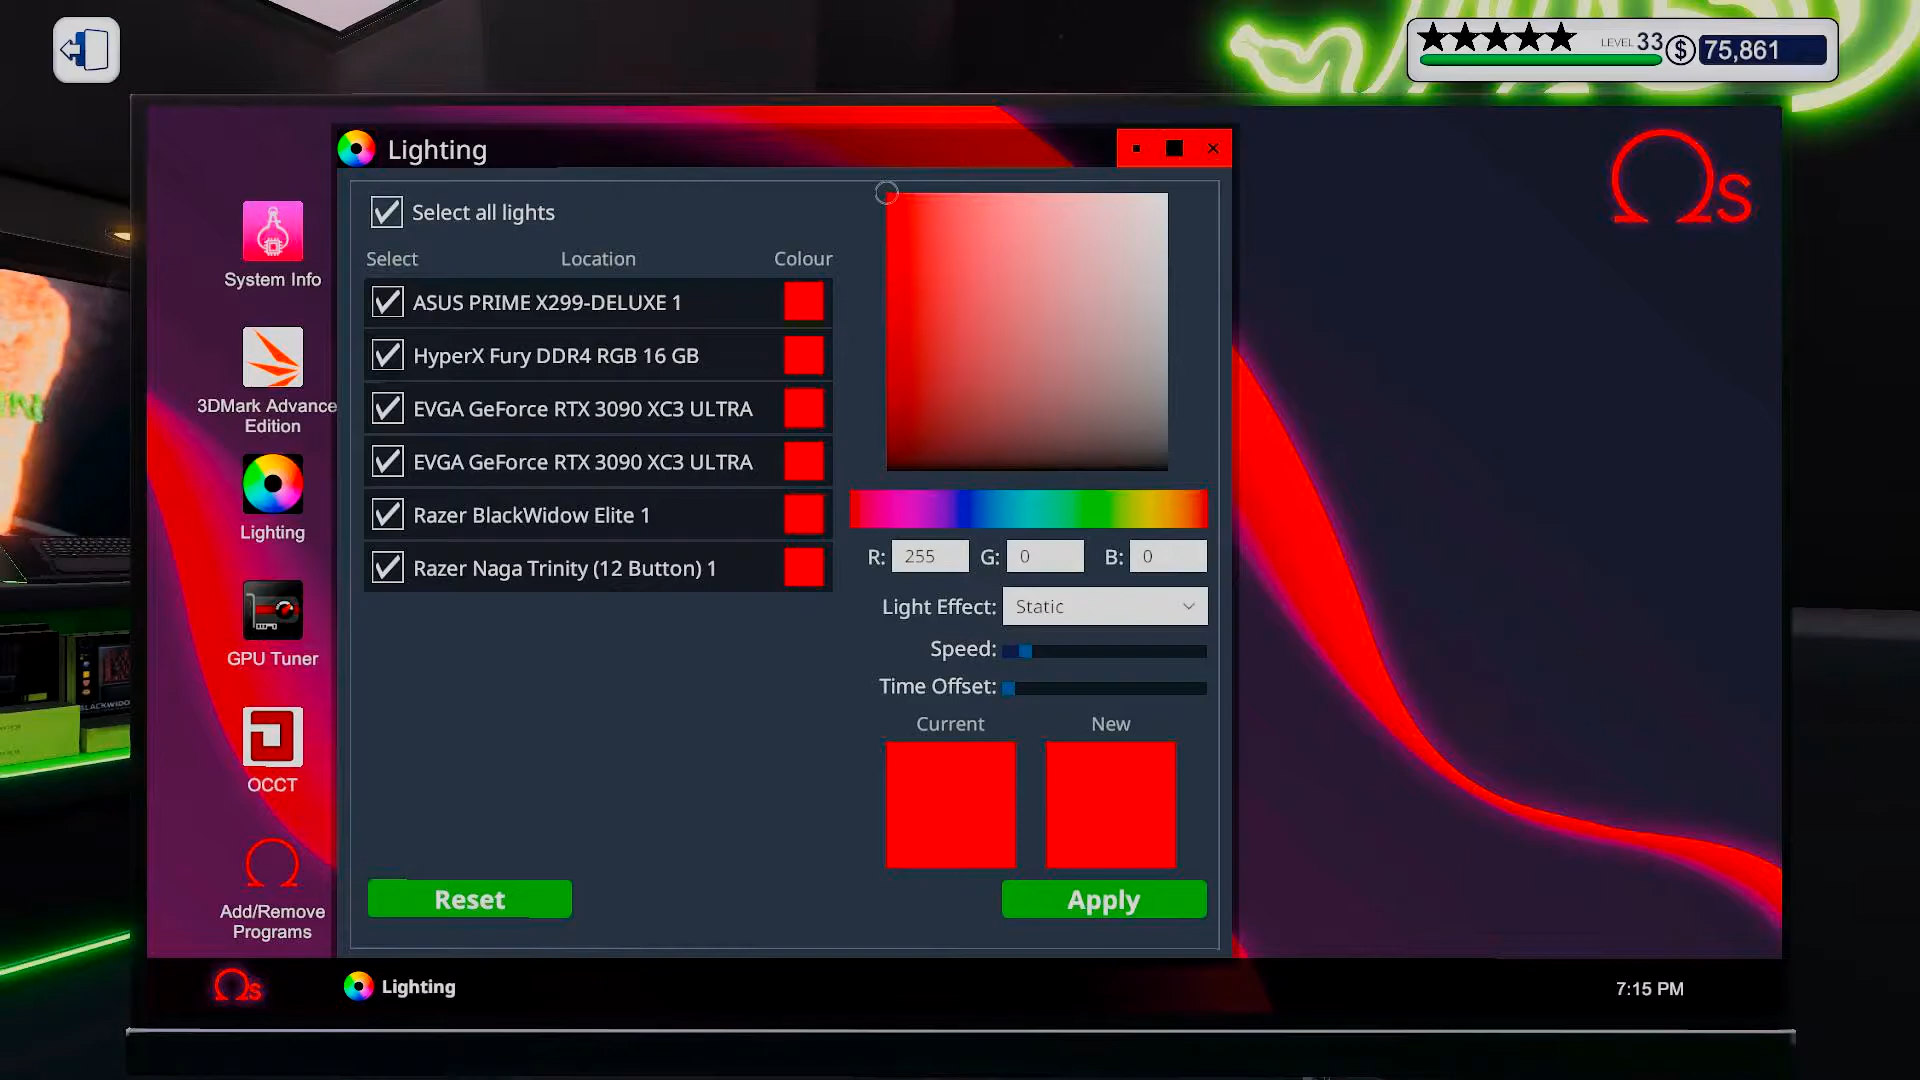 LEVEL 33
$ 75,861
Lighting
Select all lights
Select Location Colour
ASUS PRIME X299-DELUXE 1
HyperX Fury DDR4 RGB 16 GB
EVGA GeForce RTX 3090 XC3 ULTRA
EVGA GeForce RTX 3090 XC3 ULTRA
Razer BlackWidow Elite 1
Razer Naga Trinity (12 Button) 1
R: 255 G: 0 B: 0
Light Effect: Static
Speed:
Time Offset:
Current New
Reset Apply
System Info
3DMark Advance
Edition
Lighting
GPU Tuner
OCCT
Add/Remove
Programs
Ωs
Ωs
Lighting
7:15 PM
BLACKWIDOW